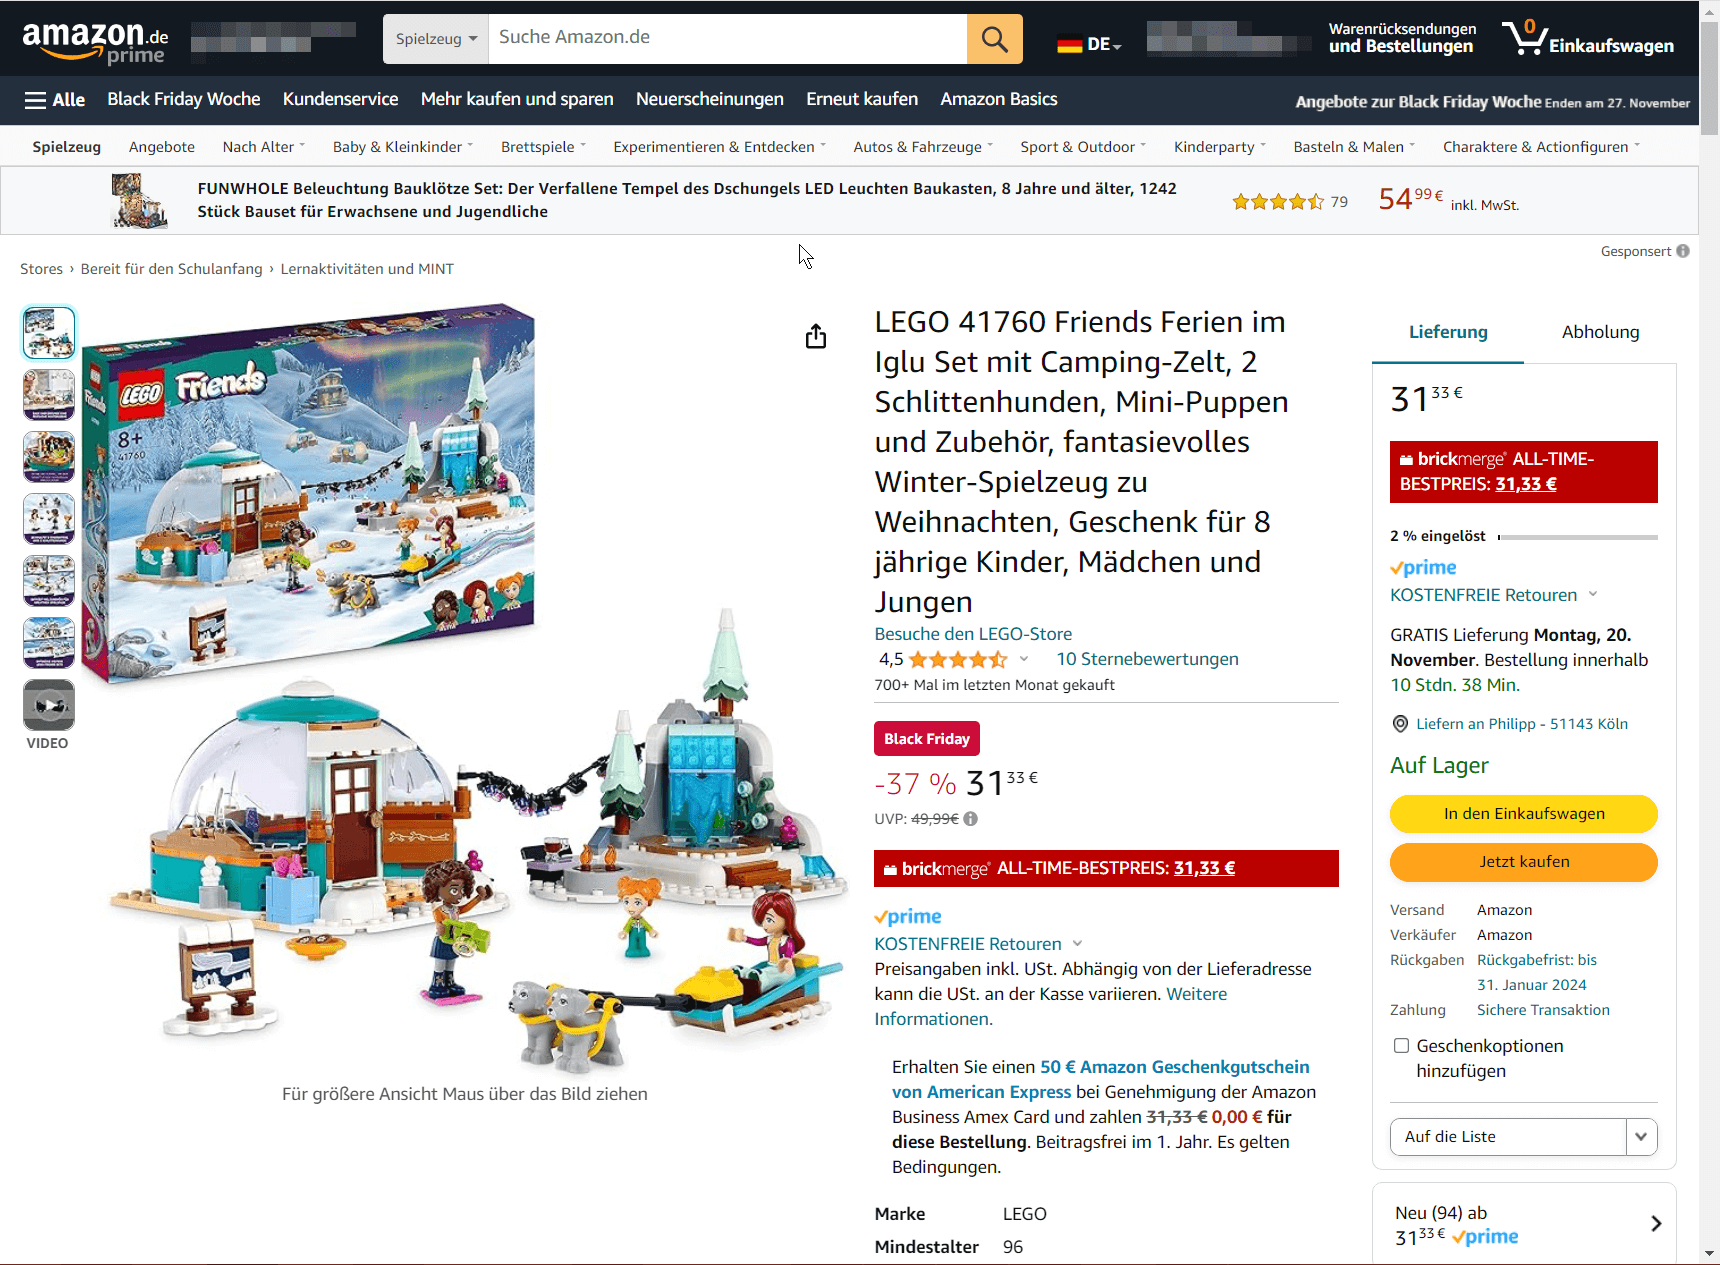 amazon.de
prime
Spielzeug
Suche Amazon.de
DE
Warenrücksendungen
und Bestellungen
0
Einkaufswagen
Alle
Black Friday Woche
Kundenservice
Mehr kaufen und sparen
Neuerscheinungen
Erneut kaufen
Amazon Basics
Angebote zur Black Friday Woche Enden am 27. November
Spielzeug
Angebote
Nach Alter
Baby & Kleinkinder
Brettspiele
Experimentieren & Entdecken
Autos & Fahrzeuge
Sport & Outdoor
Kinderparty
Basteln & Malen
Charaktere & Actionfiguren
FUNWHOLE Beleuchtung Bauklötze Set: Der Verfallene Tempel des Dschungels LED Leuchten Baukasten, 8 Jahre und älter, 1242
Stück Bauset für Erwachsene und Jugendliche
79
54 99 € inkl. MwSt.
Gesponsert
Stores › Bereit für den Schulanfang › Lernaktivitäten und MINT
VIDEO
LEGO Friends
8+
41760
Für größere Ansicht Maus über das Bild ziehen
LEGO 41760 Friends Ferien im
Iglu Set mit Camping-Zelt, 2
Schlittenhunden, Mini-Puppen
und Zubehör, fantasievolles
Winter-Spielzeug zu
Weihnachten, Geschenk für 8
jährige Kinder, Mädchen und
Jungen
Besuche den LEGO-Store
4,5
10 Sternebewertungen
700+ Mal im letzten Monat gekauft
Black Friday
-37 % 31 33 €
UVP: 49,99€
brickmerge® ALL-TIME-BESTPREIS: 31,33 €
prime
KOSTENFREIE Retouren
Preisangaben inkl. USt. Abhängig von der Lieferadresse
kann die USt. an der Kasse variieren. Weitere
Informationen.
Erhalten Sie einen 50 € Amazon Geschenkgutschein
von American Express bei Genehmigung der Amazon
Business Amex Card und zahlen 31,33 € 0,00 € für
diese Bestellung. Beitragsfrei im 1. Jahr. Es gelten
Bedingungen.
Marke LEGO
Mindestalter 96
Lieferung
Abholung
31 33 €
brickmerge® ALL-TIME-
BESTPREIS: 31,33 €
2 % eingelöst
prime
KOSTENFREIE Retouren
GRATIS Lieferung Montag, 20.
November. Bestellung innerhalb
10 Stdn. 38 Min.
Liefern an Philipp - 51143 Köln
Auf Lager
In den Einkaufswagen
Jetzt kaufen
Versand Amazon
Verkäufer Amazon
Rückgaben Rückgabefrist: bis
31. Januar 2024
Zahlung Sichere Transaktion
Geschenkoptionen
hinzufügen
Auf die Liste
Neu (94) ab
31 33 € prime